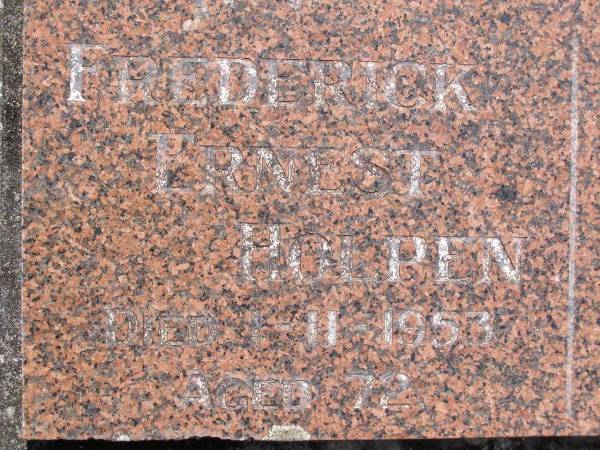 FREDERICK
ERNEST
HOLPEN
DIED 1-11-1953
AGED 72